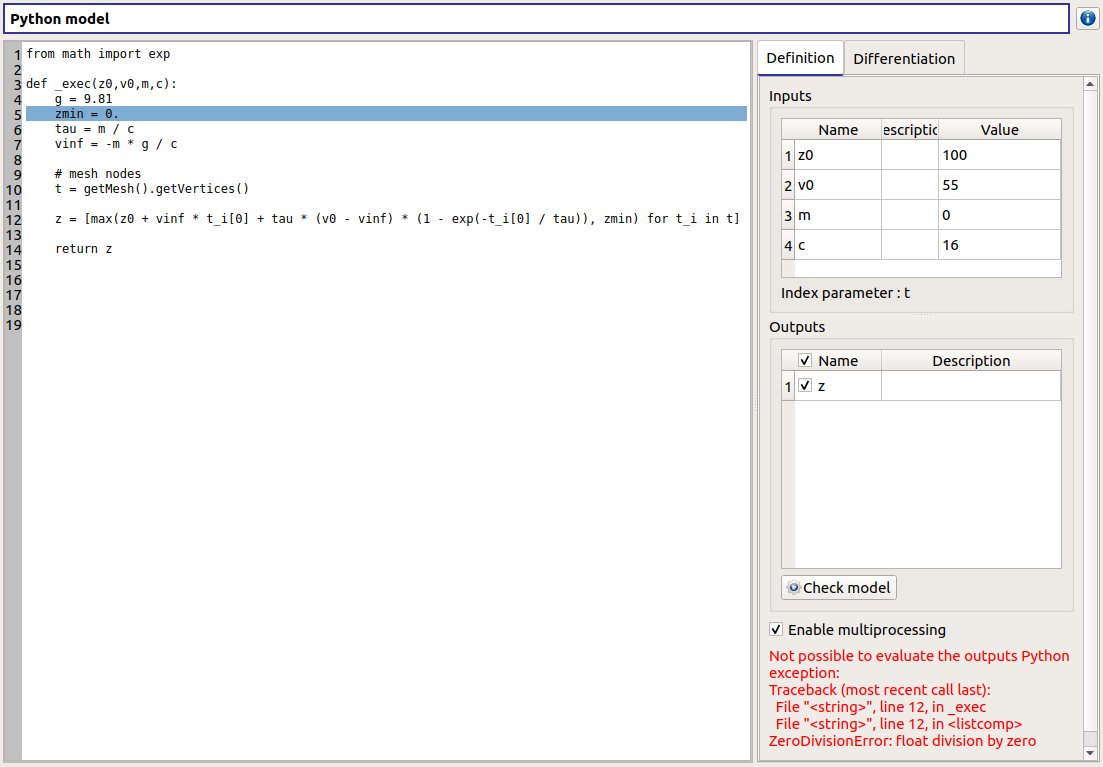 Python model
1 from math import exp
2
3 def _exec(z0,v0,m,c):
4     g = 9.81
5     zmin = 0.
6     tau = m / c
7     vinf = -m * g / c
8
9     # mesh nodes
10     t = getMesh().getVertices()
11
12     z = [max(z0 + vinf * t_i[0] + tau * (v0 - vinf) * (1 - exp(-t_i[0] / tau)), zmin) for t_i in t]
13
14     return z
15
16
17
18
19
Definition Differentiation
Inputs
Name escriptic Value
1 z0 100
2 v0 55
3 m 0
4 c 16
Index parameter : t
Outputs
Name Description
1 z
Check model
Enable multiprocessing
Not possible to evaluate the outputs Python
exception:
Traceback (most recent call last):
  File "<string>", line 12, in _exec
  File "<string>", line 12, in <listcomp>
ZeroDivisionError: float division by zero